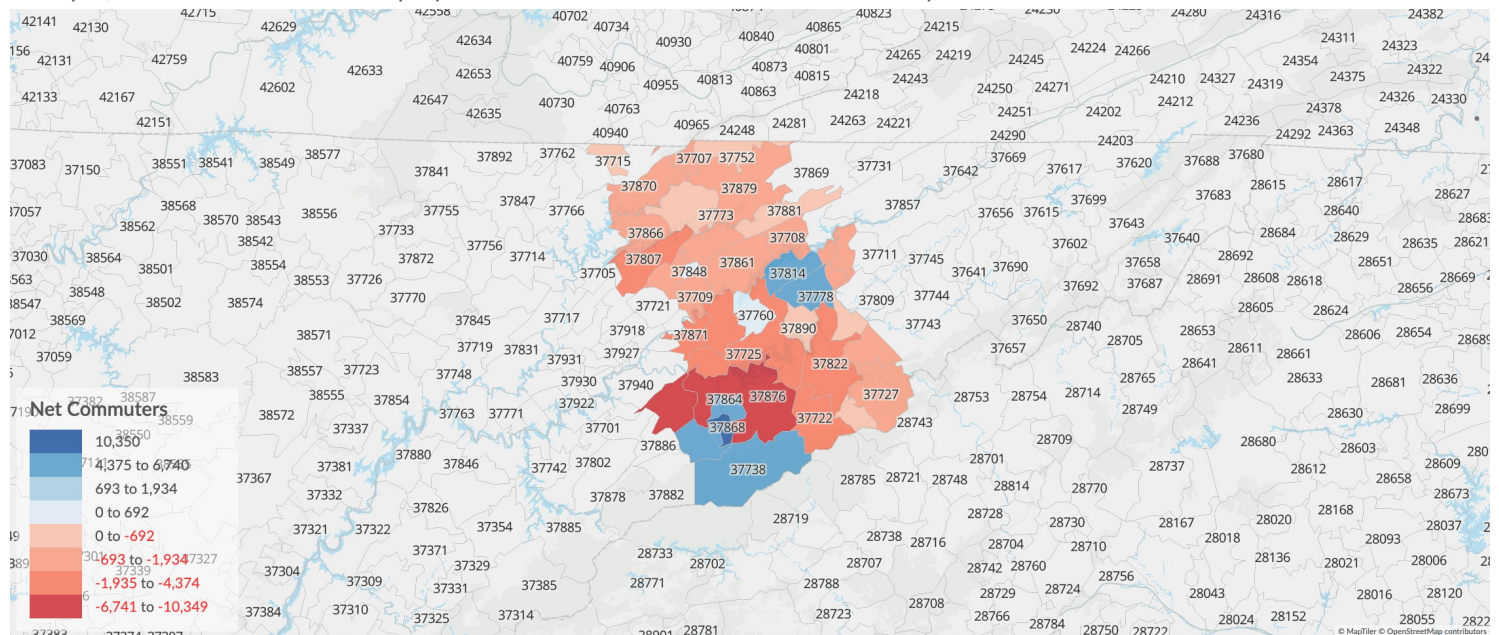 42141 42130 42715 42629 42558 40702 40734 40930 40840 40865 40823 24215 24280 24316 24382
42131 42759 42633 42634 40759 40906 40801 24265 24219 24245 24224 24266 24311 24323
42133 42167 42602 42653 40955 40813 40873 40815 24243 24210 24327 24319 24354 24375 24322
42151 42647 42635 40730 40763 40863 24218 24250 24271 24251 24202 24212 24378 24326 24330
40940 40965 24248 24281 24263 24221 24290 24203 24236 24292 24363 24348
37083 37150 38551 38541 38549 38577 37841 37892 37762 37715 37707 37752 37869 37731 37642 37669 37617 37620 37688 37680
38568 38556 37755 37847 37766 37870 37879 37699 37683 28615 28617 28627
38562 38570 38543 37733 37773 37881 37857 37656 37615 37643 28640
37030 38564 38542 37872 37756 37714 37866 37708 37602 37640 28684 28629 28635 28621
38501 38554 38553 37726 37705 37807 37848 37861 37814 37711 37745 37641 37690 37658 28692 28651
38548 38502 38574 37770 37721 37709 37778 37809 37744 37692 37687 28691 28608 28618 28656 28669
38569 38571 37845 37717 37918 37871 37760 37890 37743 37650 28740 28653 28605 28624 28606 28654
37059 38557 37723 37719 37831 37931 37927 37725 37822 37657 28705 28641 28611 28661
38583 38555 37854 37748 37930 37940 37864 37876 37727 28753 28754 28714 28765 28633 28681 28636
Net Commuters
38587 38559 38572 37337 37763 37771 37922 37701 37868 37722 28743 28709 28749 28630 28699
10,350
38550 37381 37880 37846 37742 37802 37886 37738 28701 28680 28603
4,375 to 6,740
37367 37332 37826 37878 37882 28785 28721 28748 28814 28770 28737 28612 28658 28609 28673
693 to 1,934
0 to 692
37321 37322 37354 37885 28719 28728 28730 28167 28020 28168 28037
0 to -692
37371 28733 28738 28716 28704 28710 28018 28093
-693 to -1,934
37327 37339 37304 37309 37329 37331 37385 28771 28702 28707 28788 28742 28760 28756 28724 28136 28021 28006
-1,935 to -4,374
-6,741 to -10,349
37384 37310 37325 37314 28723 28708 28729 28766 28784 28043 28024 28152 28016 28120 28055
28781 28750 28722
© MapTiler © OpenStreetMap contributors